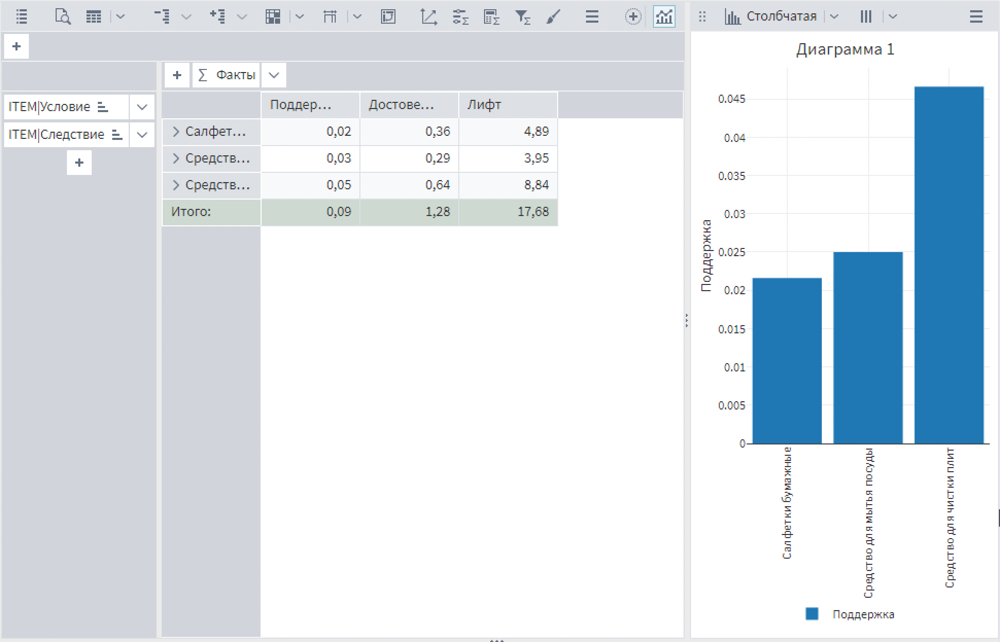 Столбчатая
Σ Факты
ITEM|Условие
ITEM|Следствие
Поддер... Достове... Лифт
Салфет... 0,02 0,36 4,89
Средств... 0,03 0,29 3,95
Средств... 0,05 0,64 8,84
Итого: 0,09 1,28 17,68
Диаграмма 1
Поддержка
0.045
0.04
0.035
0.03
0.025
0.02
0.015
0.01
0.005
0
Салфетки бумажные
Средство для мытья посуды
Средство для чистки плит
Поддержка